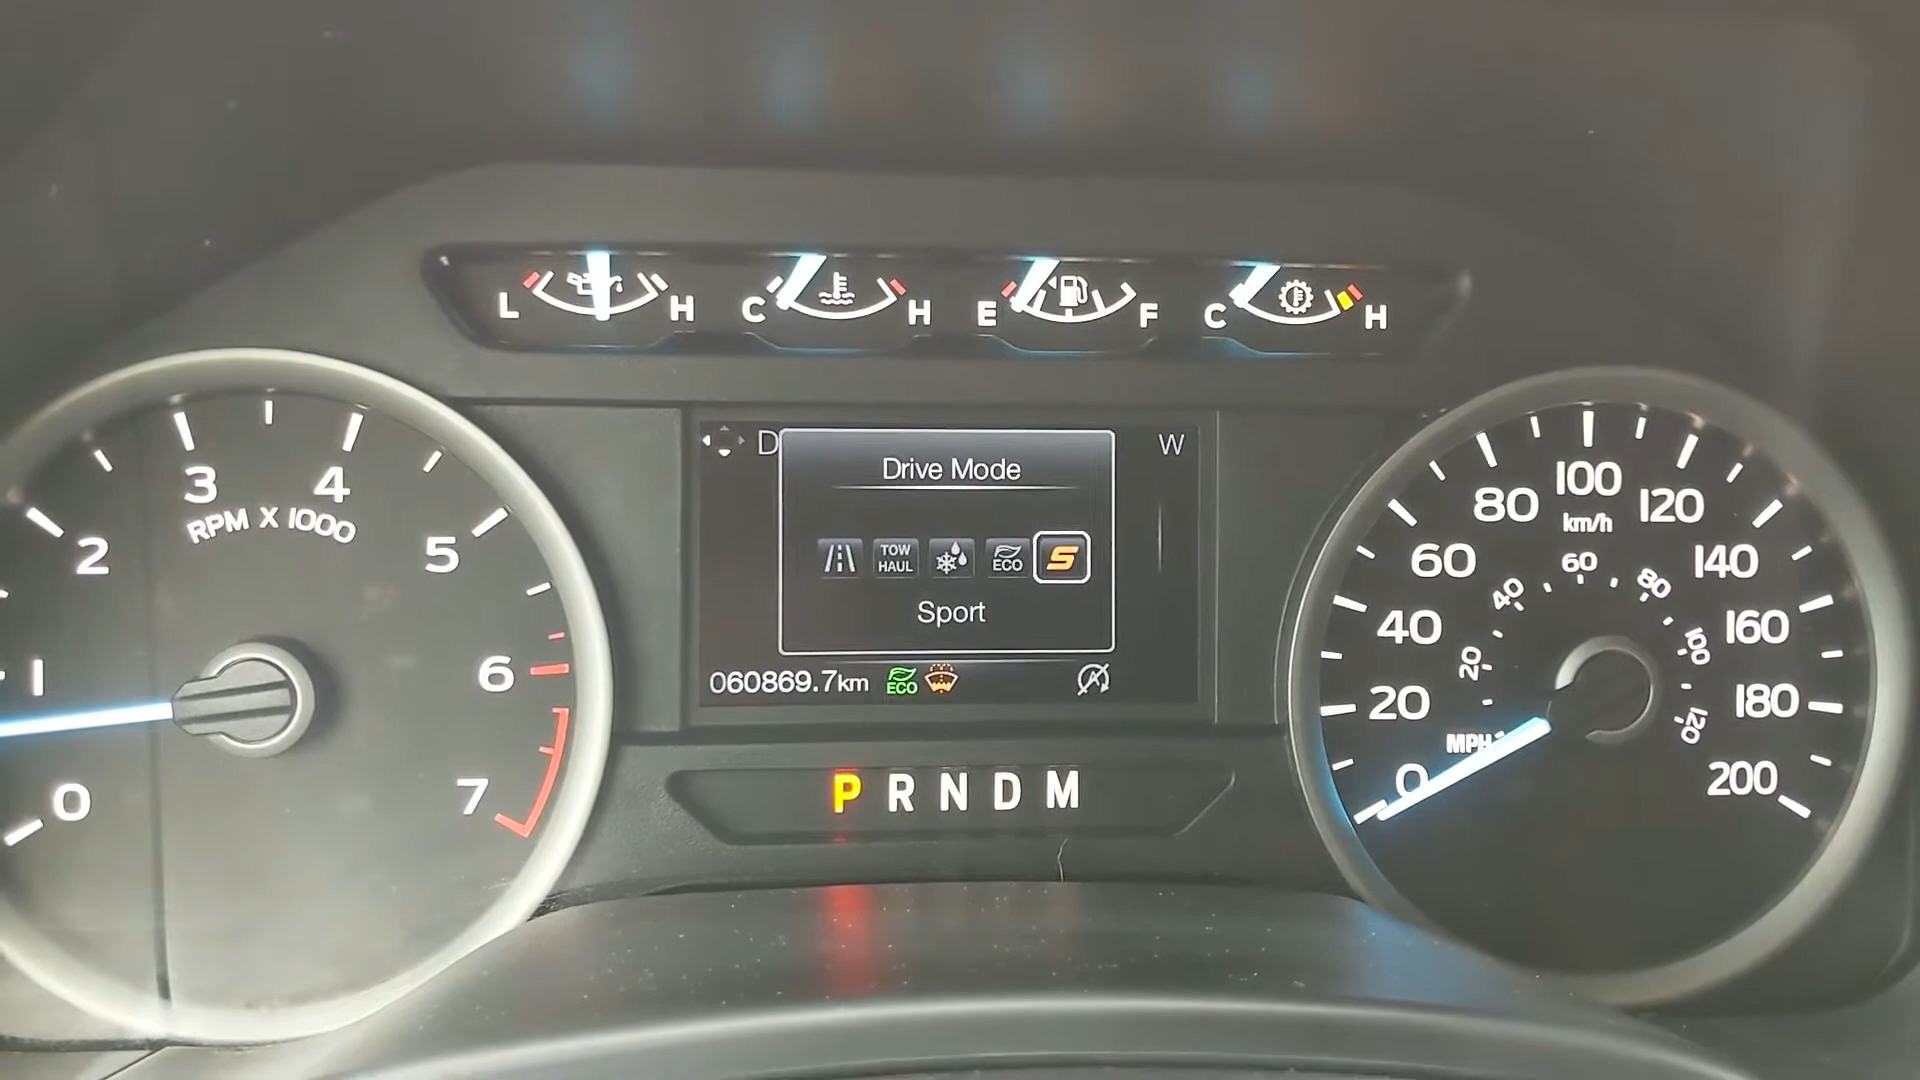 L H C H E F C H
D W
Drive Mode
TOW HAUL ECO S
Sport
060869.7km ECO A
P R N D M
0 1 2 3 4 5 6 7
RPM X 1000
0 20 40 60 80 100 120 140 160 180 200
km/h
20 40 60 80 100 120
MPH